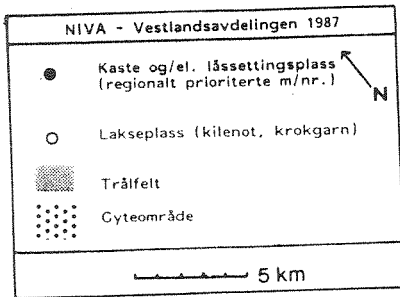 NIVA - Vestlandsavdelingen 1987
Kaste og/el. låssettingsplass
(regionalt prioriterte m/nr.)
N
Lakseplass (kilenot, krokgarn)
Trålfelt
Gyteområde
5 km